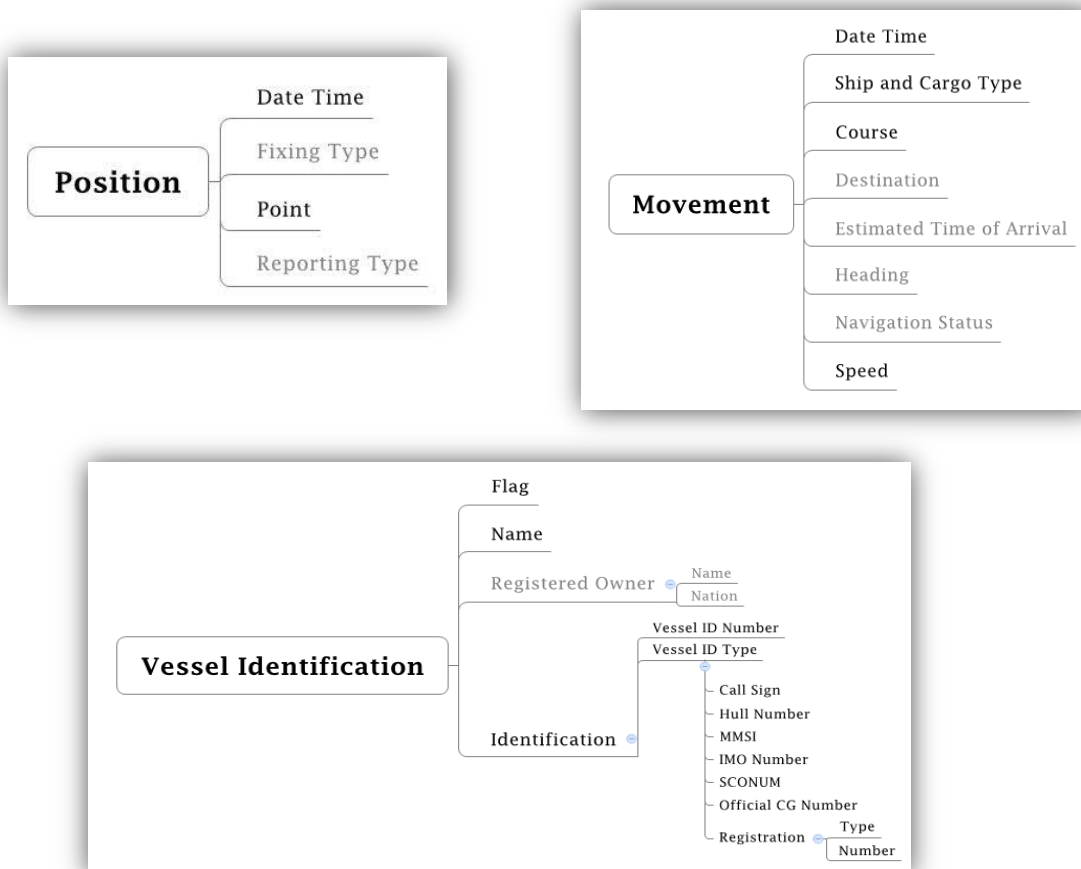 Position
Date Time
Fixing Type
Point
Reporting Type
Movement
Date Time
Ship and Cargo Type
Course
Destination
Estimated Time of Arrival
Heading
Navigation Status
Speed
Vessel Identification
Flag
Name
Registered Owner
Name
Nation
Identification
Vessel ID Number
Vessel ID Type
Call Sign
Hull Number
MMSI
IMO Number
SCONUM
Official CG Number
Registration
Type
Number